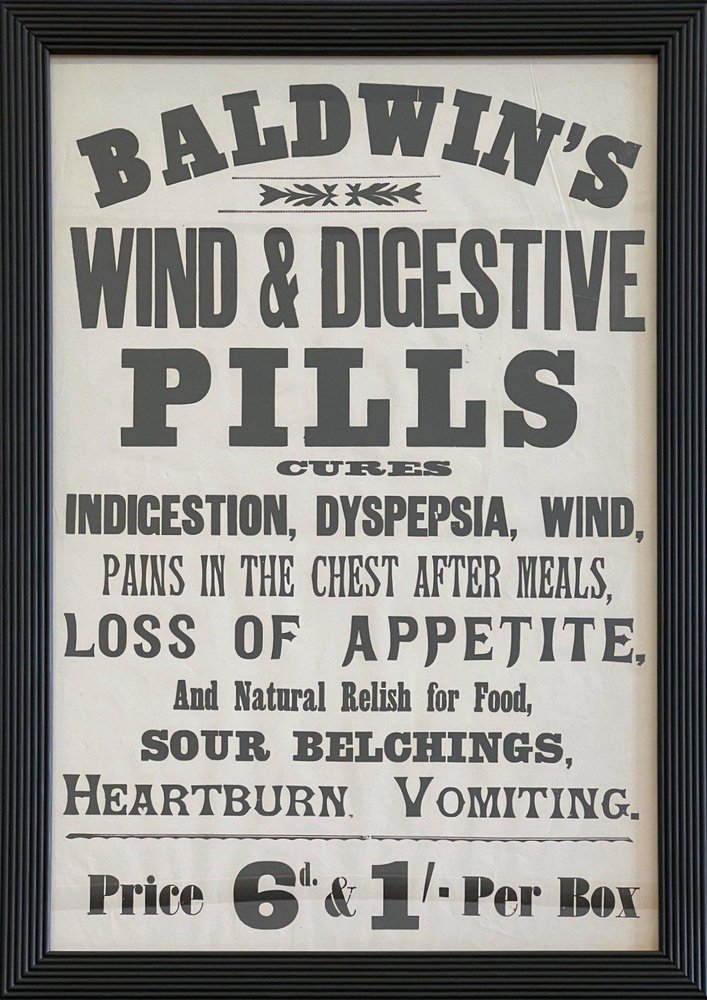 BALDWIN'S
WIND & DIGESTIVE
PILLS
CURES
INDIGESTION, DYSPEPSIA, WIND,
PAINS IN THE CHEST AFTER MEALS,
LOSS OF APPETITE,
And Natural Relish for Food,
SOUR BELCHINGS,
HEARTBURN. VOMITING.
Price 6d. & 1/- Per Box